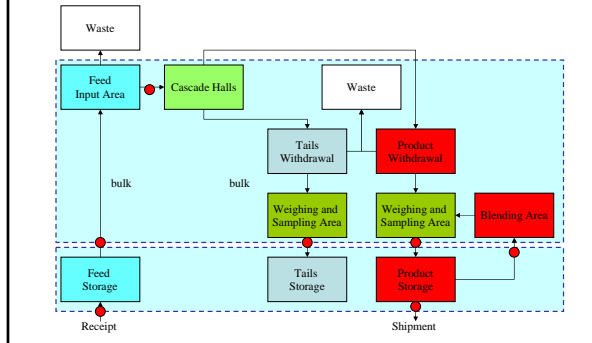 Waste
Feed
Input Area
Cascade Halls
Waste
Tails
Withdrawal
Product
Withdrawal
bulk
bulk
Weighing and
Sampling Area
Weighing and
Sampling Area
Blending Area
Feed
Storage
Tails
Storage
Product
Storage
Receipt
Shipment